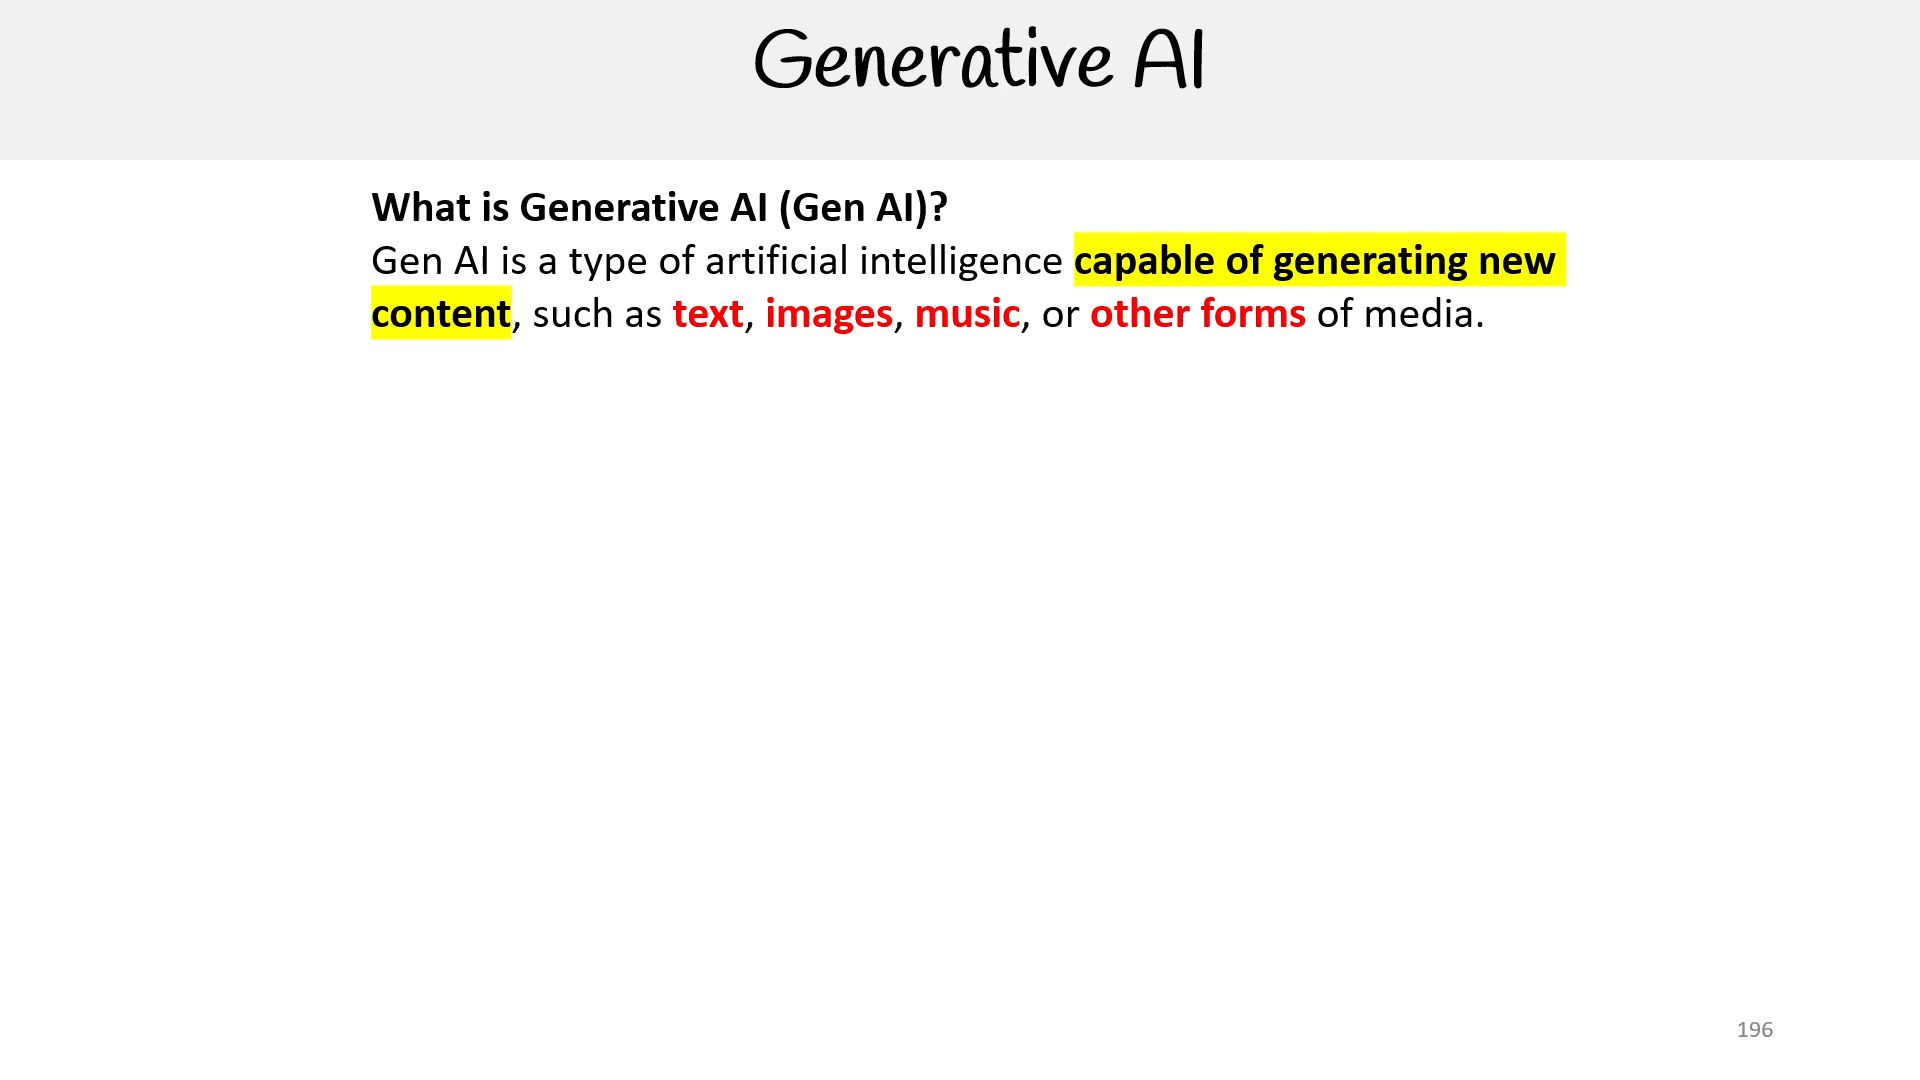 Generative AI
What is Generative AI (Gen AI)?
Gen AI is a type of artificial intelligence capable of generating new
content, such as text, images, music, or other forms of media.
196